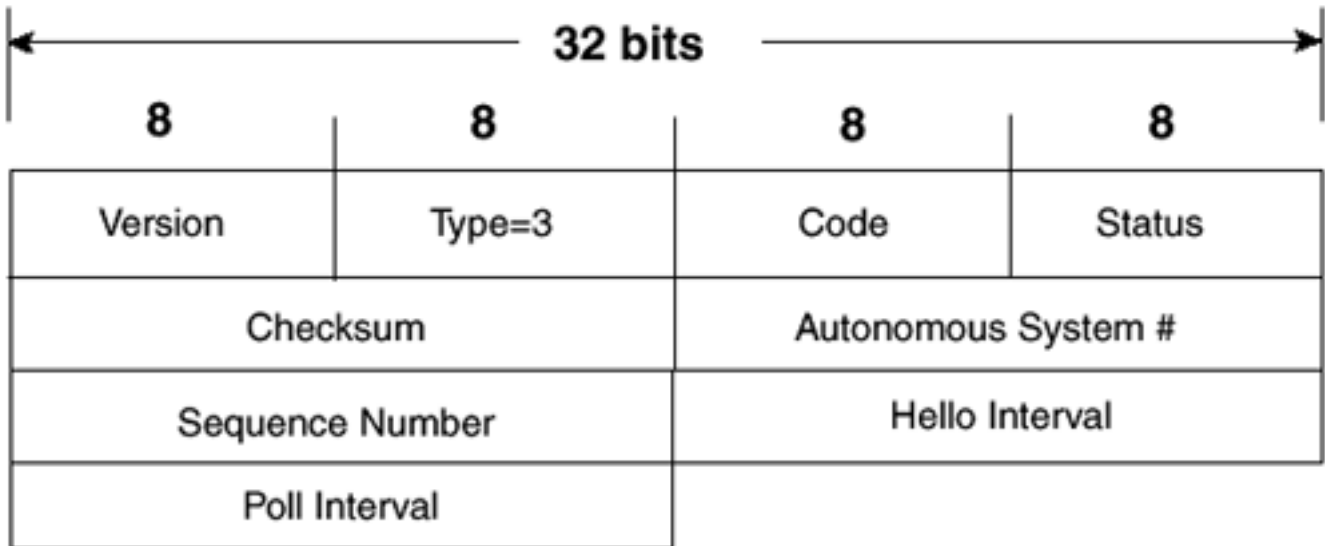 32 bits
8 8 8 8
Version Type=3 Code Status
Checksum Autonomous System #
Sequence Number Hello Interval
Poll Interval